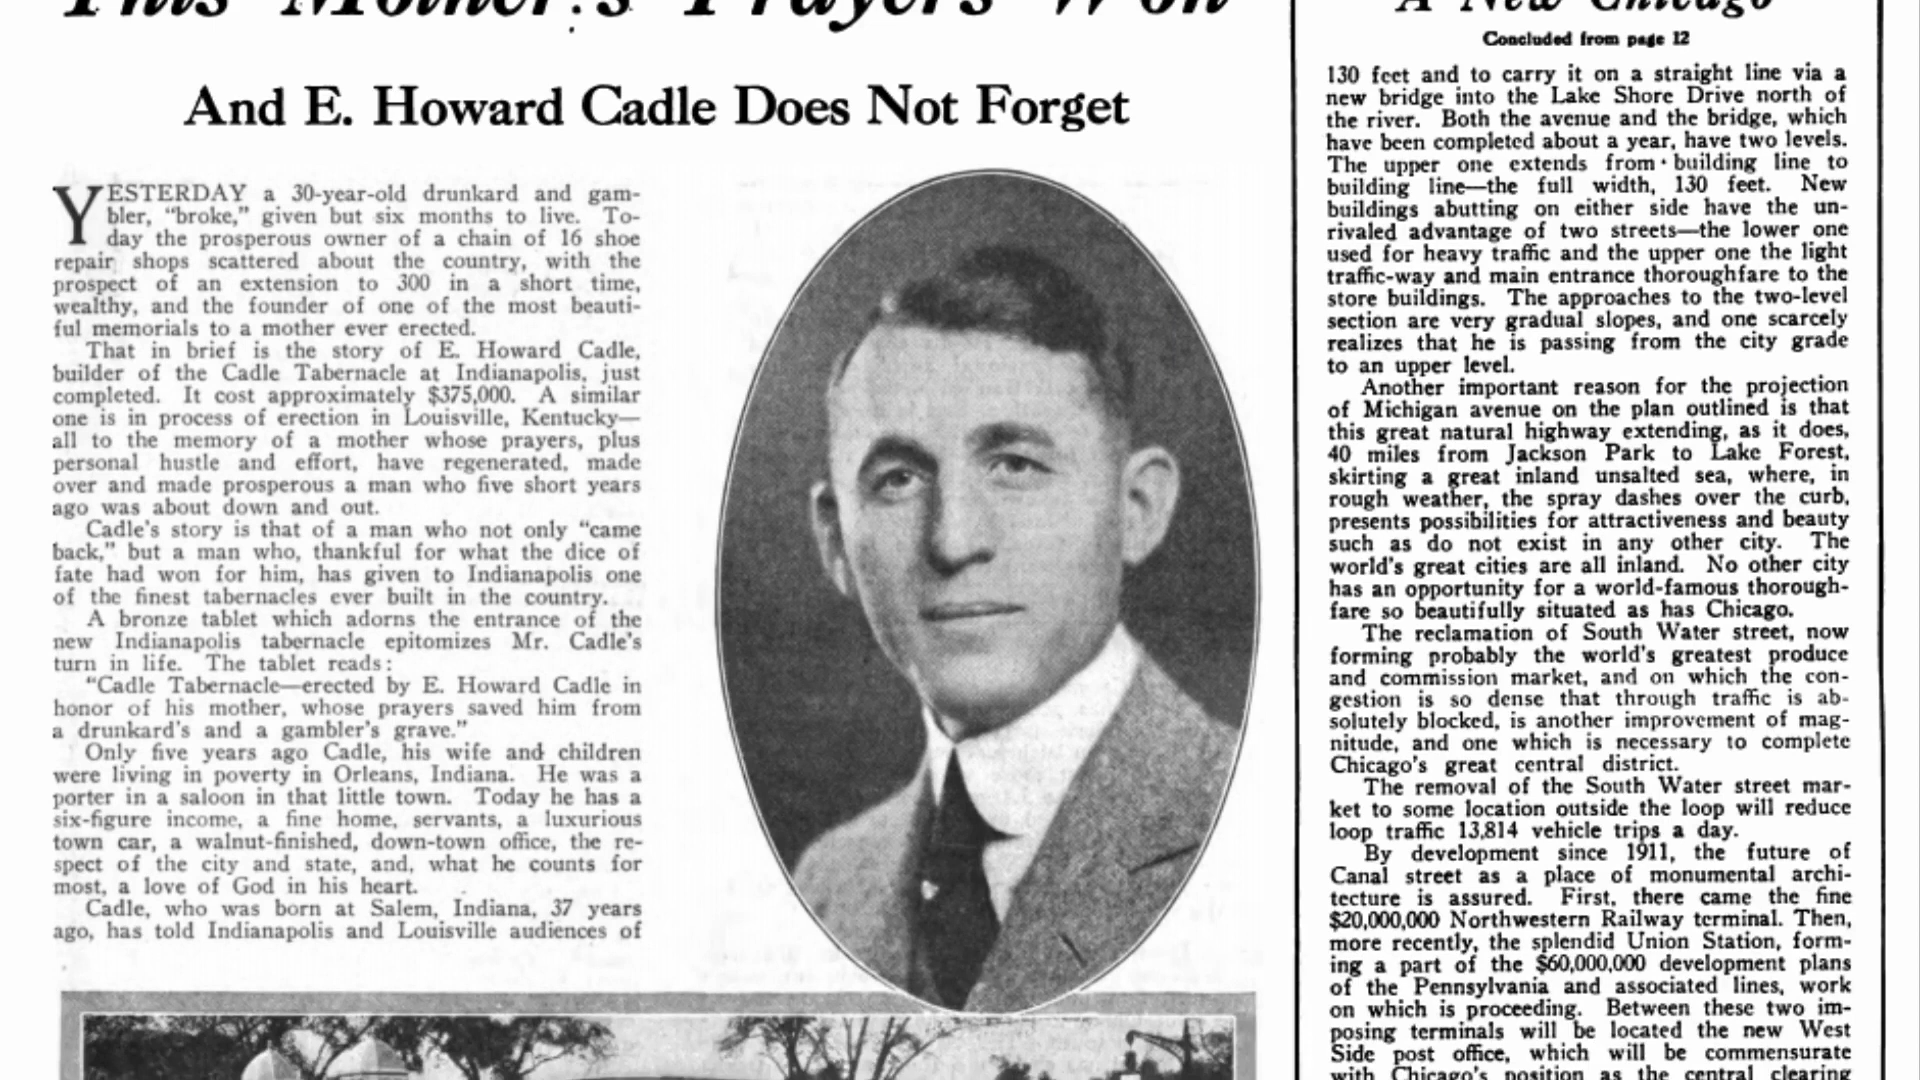 This Mother's Prayers Won
And E. Howard Cadle Does Not Forget
YESTERDAY a 30-year-old drunkard and gam-
bler, "broke," given but six months to live. To-
day the prosperous owner of a chain of 16 shoe
repair shops scattered about the country, with the
prospect of an extension to 300 in a short time,
wealthy, and the founder of one of the most beauti-
ful memorials to a mother ever erected.
That in brief is the story of E. Howard Cadle,
builder of the Cadle Tabernacle at Indianapolis, just
completed. It cost approximately $375,000. A similar
one is in process of erection in Louisville, Kentucky—
all to the memory of a mother whose prayers, plus
personal hustle and effort, have regenerated, made
over and made prosperous a man who five short years
ago was about down and out.
Cadle's story is that of a man who not only "came
back," but a man who, thankful for what the dice of
fate had won for him, has given to Indianapolis one
of the finest tabernacles ever built in the country.
A bronze tablet which adorns the entrance of the
new Indianapolis tabernacle epitomizes Mr. Cadle's
turn in life. The tablet reads:
"Cadle Tabernacle—erected by E. Howard Cadle in
honor of his mother, whose prayers saved him from
a drunkard's and a gambler's grave."
Only five years ago Cadle, his wife and children
were living in poverty in Orleans, Indiana. He was a
porter in a saloon in that little town. Today he has a
six-figure income, a fine home, servants, a luxurious
town car, a walnut-finished, down-town office, the re-
spect of the city and state, and, what he counts for
most, a love of God in his heart.
Cadle, who was born at Salem, Indiana, 37 years
ago, has told Indianapolis and Louisville audiences of
A New Chicago
Concluded from page 12
130 feet and to carry it on a straight line via a
new bridge into the Lake Shore Drive north of
the river. Both the avenue and the bridge, which
have been completed about a year, have two levels.
The upper one extends from building line to
building line—the full width, 130 feet. New
buildings abutting on either side have the un-
rivaled advantage of two streets—the lower one
used for heavy traffic and the upper one the light
traffic-way and main entrance thoroughfare to the
store buildings. The approaches to the two-level
section are very gradual slopes, and one scarcely
realizes that he is passing from the city grade
to an upper level.
Another important reason for the projection
of Michigan avenue on the plan outlined is that
this great natural highway extending, as it does,
40 miles from Jackson Park to Lake Forest,
skirting a great inland unsalted sea, where, in
rough weather, the spray dashes over the curb,
presents possibilities for attractiveness and beauty
such as do not exist in any other city. The
world's great cities are all inland. No other city
has an opportunity for a world-famous thorough-
fare so beautifully situated as has Chicago.
The reclamation of South Water street, now
forming probably the world's greatest produce
and commission market, and on which the con-
gestion is so dense that through traffic is ab-
solutely blocked, is another improvement of mag-
nitude, and one which is necessary to complete
Chicago's great central district.
The removal of the South Water street mar-
ket to some location outside the loop will reduce
loop traffic 13,814 vehicle trips a day.
By development since 1911, the future of
Canal street as a place of monumental archi-
tecture is assured. First, there came the fine
$20,000,000 Northwestern Railway terminal. Then,
more recently, the splendid Union Station, form-
ing a part of the $60,000,000 development plans
of the Pennsylvania and associated lines, work
on which is proceeding. Between these two im-
posing terminals will be located the new West
Side post office, which will be commensurate
with Chicago's position as the central clearing